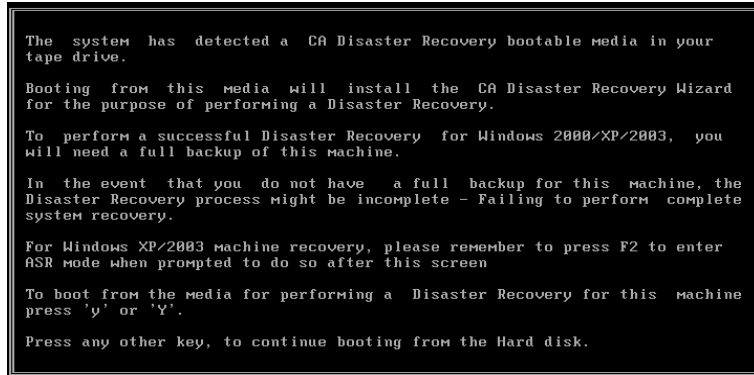 The system has detected a CA Disaster Recovery bootable media in your
tape drive.
Booting from this media will install the CA Disaster Recovery Wizard
for the purpose of performing a Disaster Recovery.
To perform a successful Disaster Recovery for Windows 2000/XP/2003, you
will need a full backup of this machine.
In the event that you do not have a full backup for this machine, the
Disaster Recovery process might be incomplete - Failing to perform complete
system recovery.
For Windows XP/2003 machine recovery, please remember to press F2 to enter
ASR mode when prompted to do so after this screen
To boot from the media for performing a Disaster Recovery for this machine
press 'y' or 'Y'.
Press any other key, to continue booting from the Hard disk.